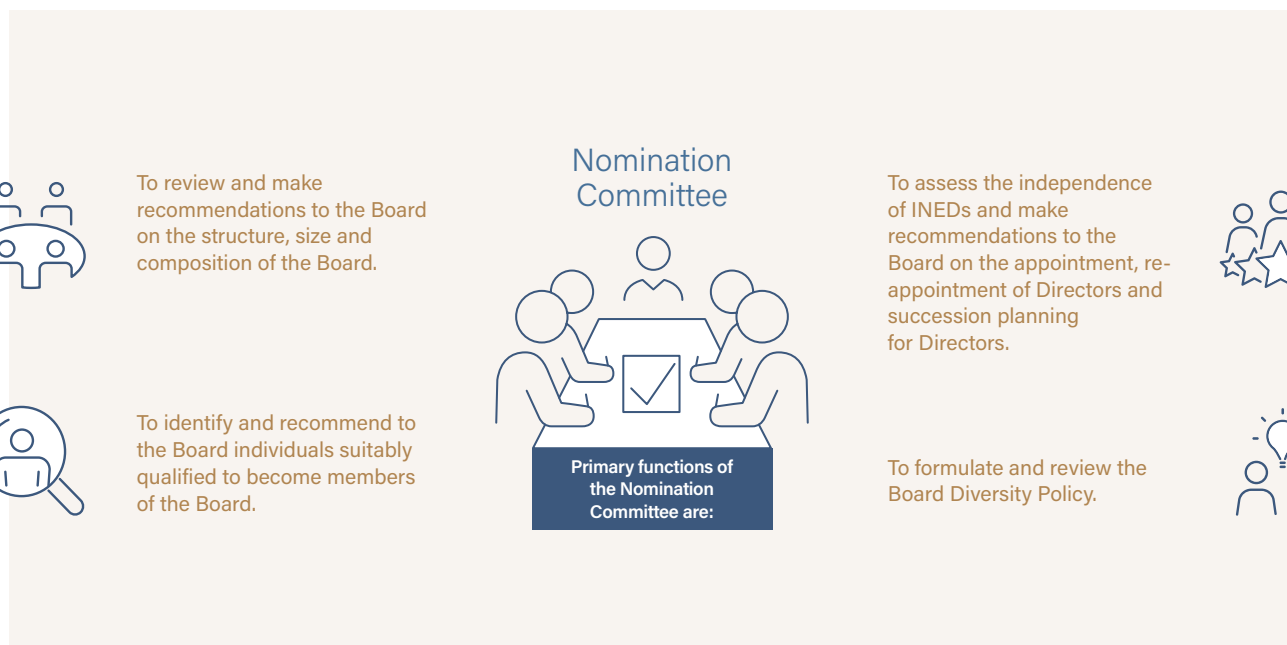 Nomination
Committee
To review and make
recommendations to the Board
on the structure, size and
composition of the Board.
To identify and recommend to
the Board individuals suitably
qualified to become members
of the Board.
Primary functions of
the Nomination
Committee are:
To assess the independence
of INEDs and make
recommendations to the
Board on the appointment, re-
appointment of Directors and
succession planning
for Directors.
To formulate and review the
Board Diversity Policy.